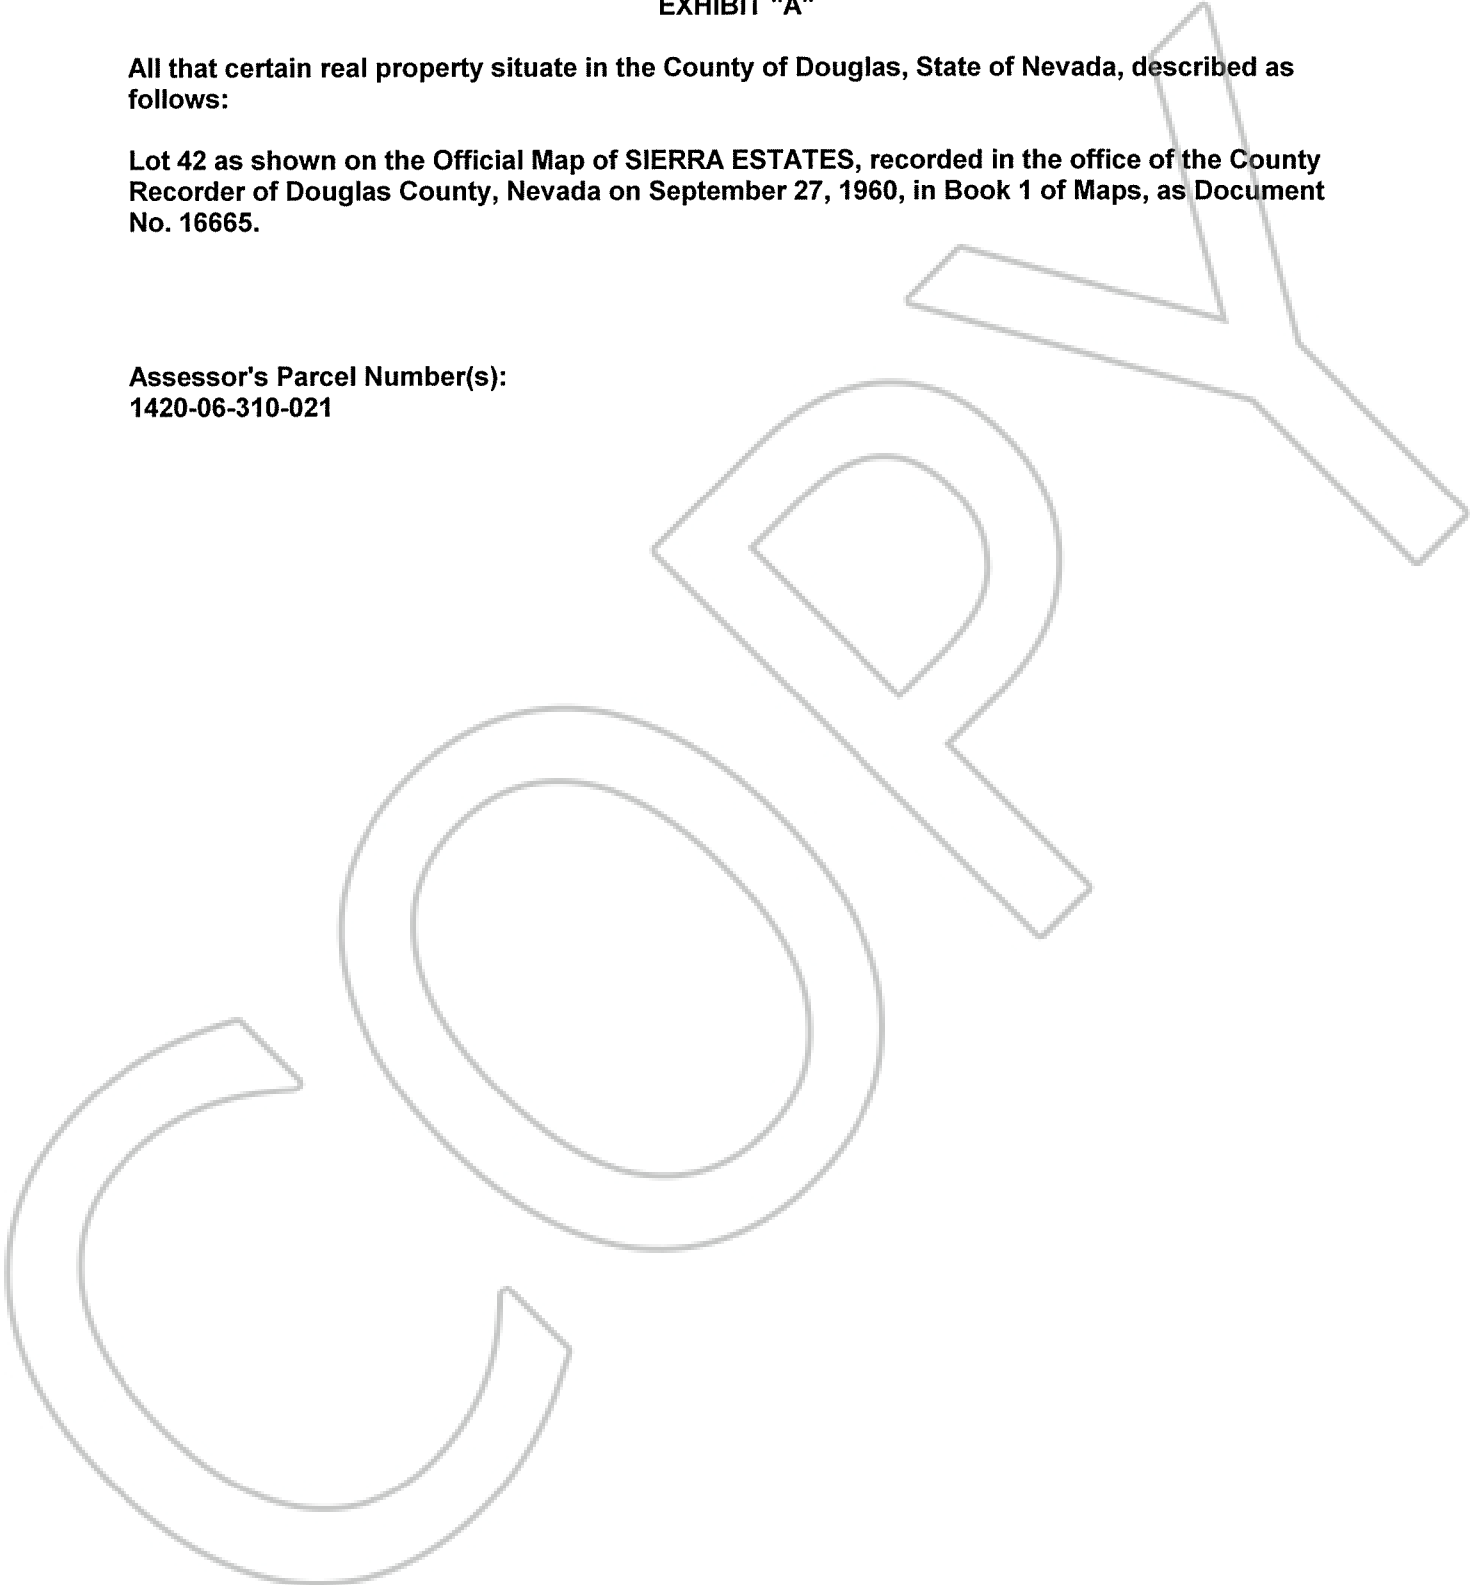 EXHIBIT "A"
All that certain real property situate in the County of Douglas, State of Nevada, described as
follows:
Lot 42 as shown on the Official Map of SIERRA ESTATES, recorded in the office of the County
Recorder of Douglas County, Nevada on September 27, 1960, in Book 1 of Maps, as Document
No. 16665.
Assessor's Parcel Number(s):
1420-06-310-021
COPY